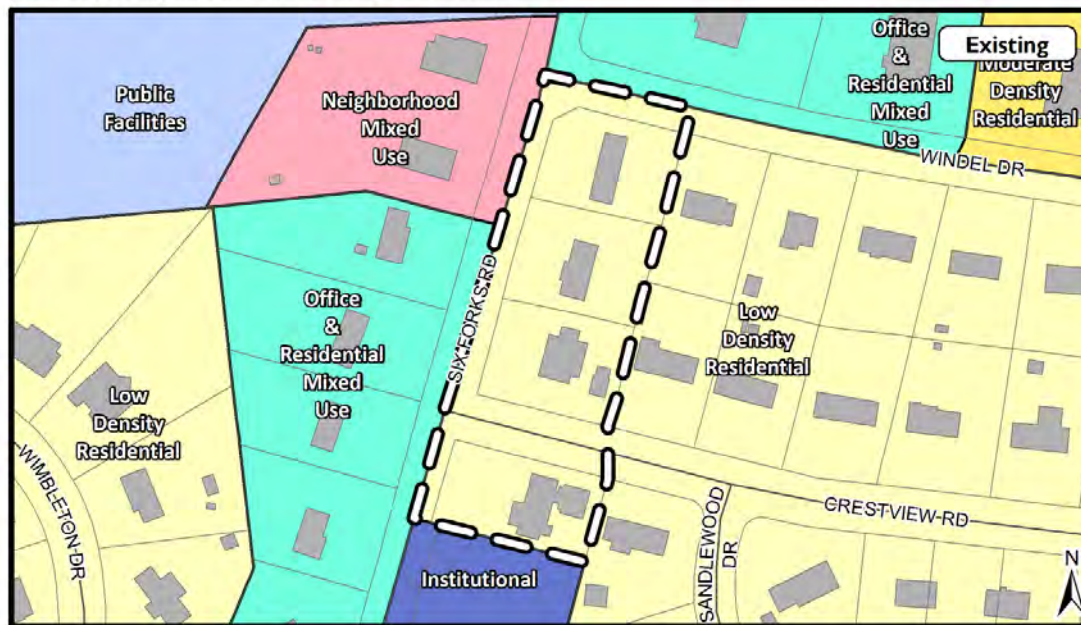 Existing
Office
&
Residential
Mixed
Use
Moderate
Density
Residential
Public
Facilities
Neighborhood
Mixed
Use
WINDEL DR
SIX FORKS RD
Office
&
Residential
Mixed
Use
Low
Density
Residential
Low
Density
Residential
WIMBLETON DR
CRESTVIEW RD
SANDLEWOOD
DR
Institutional
N